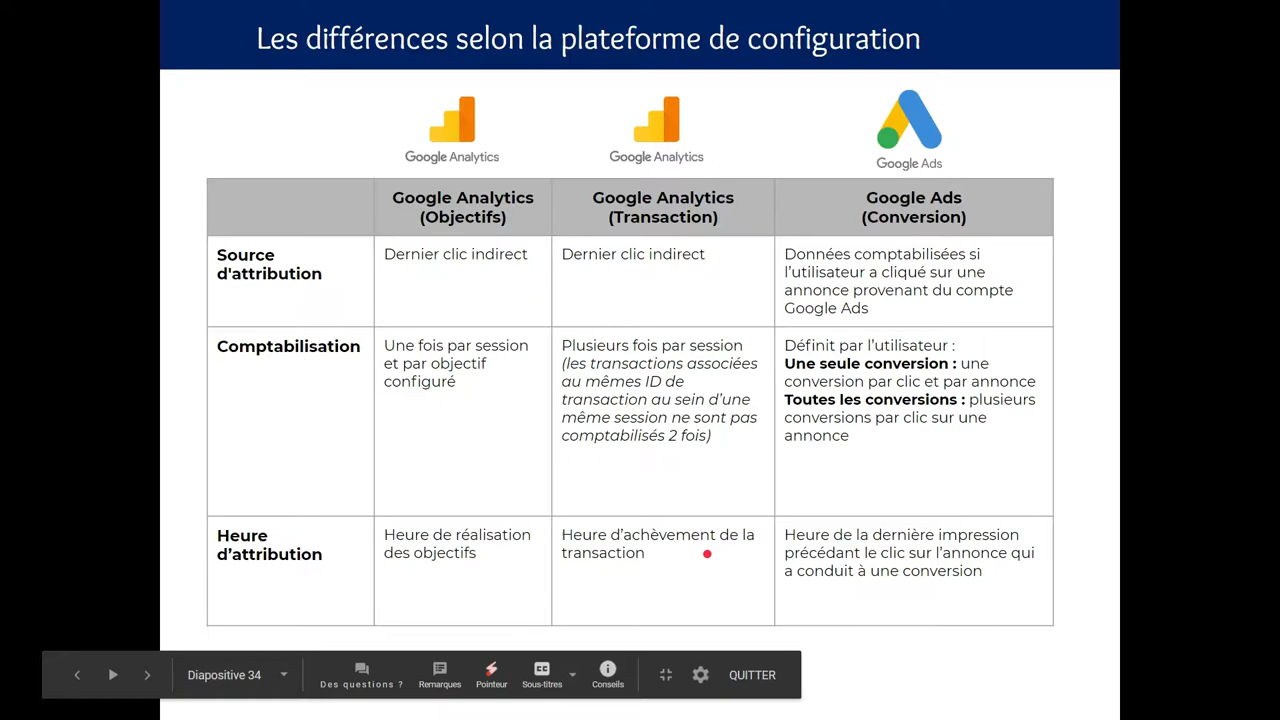 Les différences selon la plateforme de configuration
Google Analytics
Google Analytics
Google Ads
Google Analytics
(Objectifs)
Google Analytics
(Transaction)
Google Ads
(Conversion)
Source
d'attribution
Dernier clic indirect
Dernier clic indirect
Données comptabilisées si
l'utilisateur a cliqué sur une
annonce provenant du compte
Google Ads
Comptabilisation
Une fois par session
et par objectif
configuré
Plusieurs fois par session
(les transactions associées
au mêmes ID de
transaction au sein d'une
même session ne sont pas
comptabilisés 2 fois)
Définit par l'utilisateur :
Une seule conversion : une
conversion par clic et par annonce
Toutes les conversions : plusieurs
conversions par clic sur une
annonce
Heure
d'attribution
Heure de réalisation
des objectifs
Heure d'achèvement de la
transaction
Heure de la dernière impression
précédant le clic sur l'annonce qui
a conduit à une conversion
Diapositive 34
Des questions ?
Remarques
Pointeur
CC
Sous-titres
Conseils
QUITTER